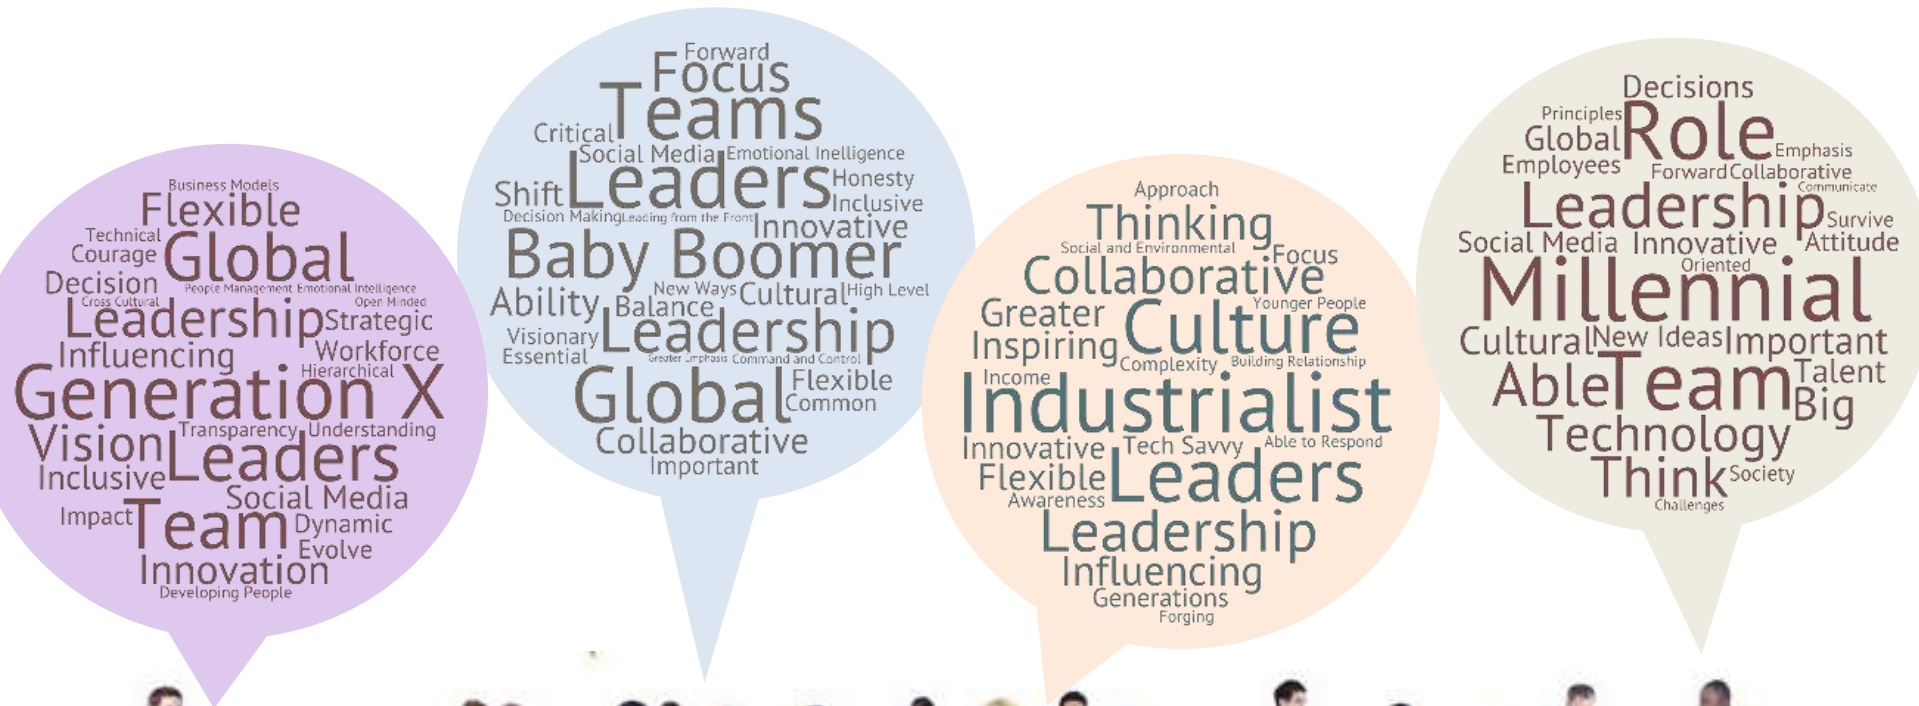 Business Models
Flexible
Technical
Courage
Global
Decision
People Management Emotional Intelligence
Cross Cultural
Open Minded
Leadership
Strategic
Influencing
Workforce
Hierarchical
Generation X
Vision
Transparency
Understanding
Inclusive
Leaders
Social Media
Impact
Team
Dynamic
Evolve
Innovation
Developing People
Forward
Focus
Teams
Critical
Social Media
Emotional Inelligence
Shift
Leaders
Honesty
Inclusive
Decision Making
Leading from the Front
Innovative
Baby Boomer
New Ways
Cultural
High Level
Ability
Balance
Visionary
Leadership
Essential
Greater Emphasis
Command and Control
Global
Flexible
Common
Collaborative
Important
Approach
Thinking
Social and Environmental
Focus
Collaborative
Younger People
Greater
Culture
Inspiring
Complexity
Building Relationship
Income
Industrialist
Innovative
Tech Savvy
Able to Respond
Flexible
Leaders
Awareness
Leadership
Influencing
Generations
Forging
Decisions
Principles
Role
Global
Emphasis
Employees
Forward
Collaborative
Communicate
Leadership
Survive
Social Media
Innovative
Attitude
Oriented
Millennial
Cultural
New Ideas
Important
Able
Team
Talent
Big
Technology
Think
Society
Challenges